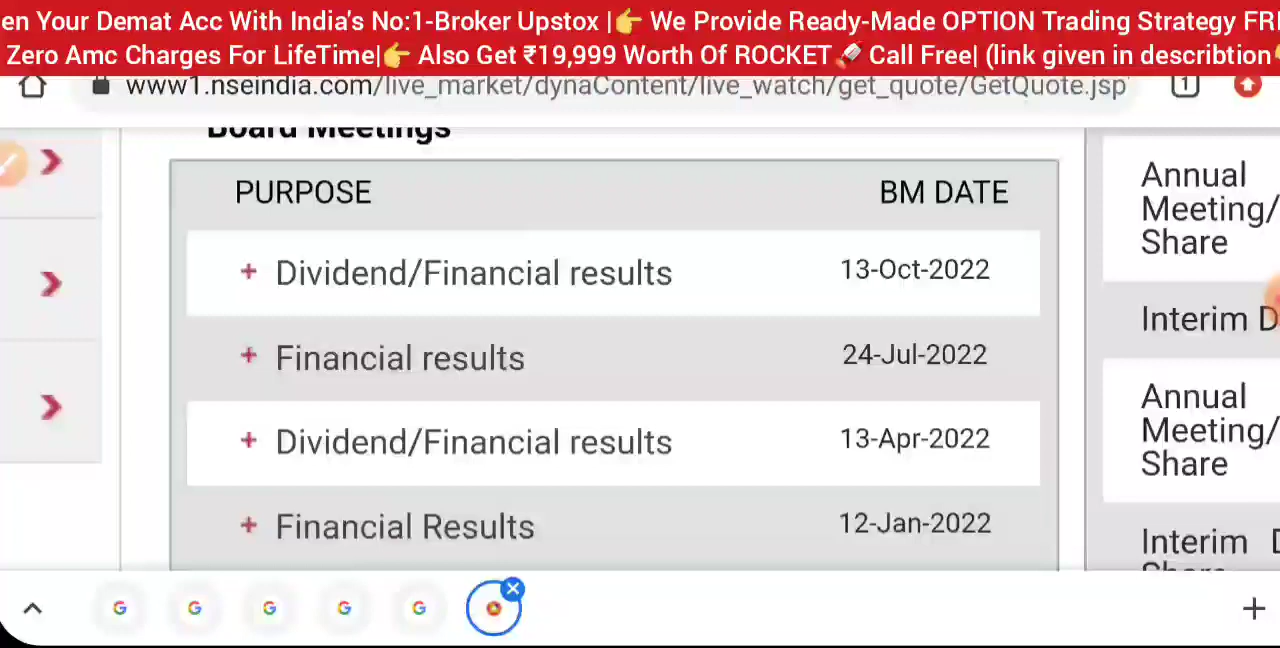 en Your Demat Acc With India's No:1-Broker Upstox |👉 We Provide Ready-Made OPTION Trading Strategy FR
Zero Amc Charges For LifeTime|👉 Also Get ₹19,999 Worth Of ROCKET🚀 Call Free| (link given in describtion
www1.nseindia.com/live_market/dynaContent/live_watch/get_quote/GetQuote.jsp
1
Board Meetings
PURPOSE BM DATE
+ Dividend/Financial results 13-Oct-2022
+ Financial results 24-Jul-2022
+ Dividend/Financial results 13-Apr-2022
+ Financial Results 12-Jan-2022
Annual
Meeting/
Share
Interim D
Annual
Meeting/
Share
Interim D
Share